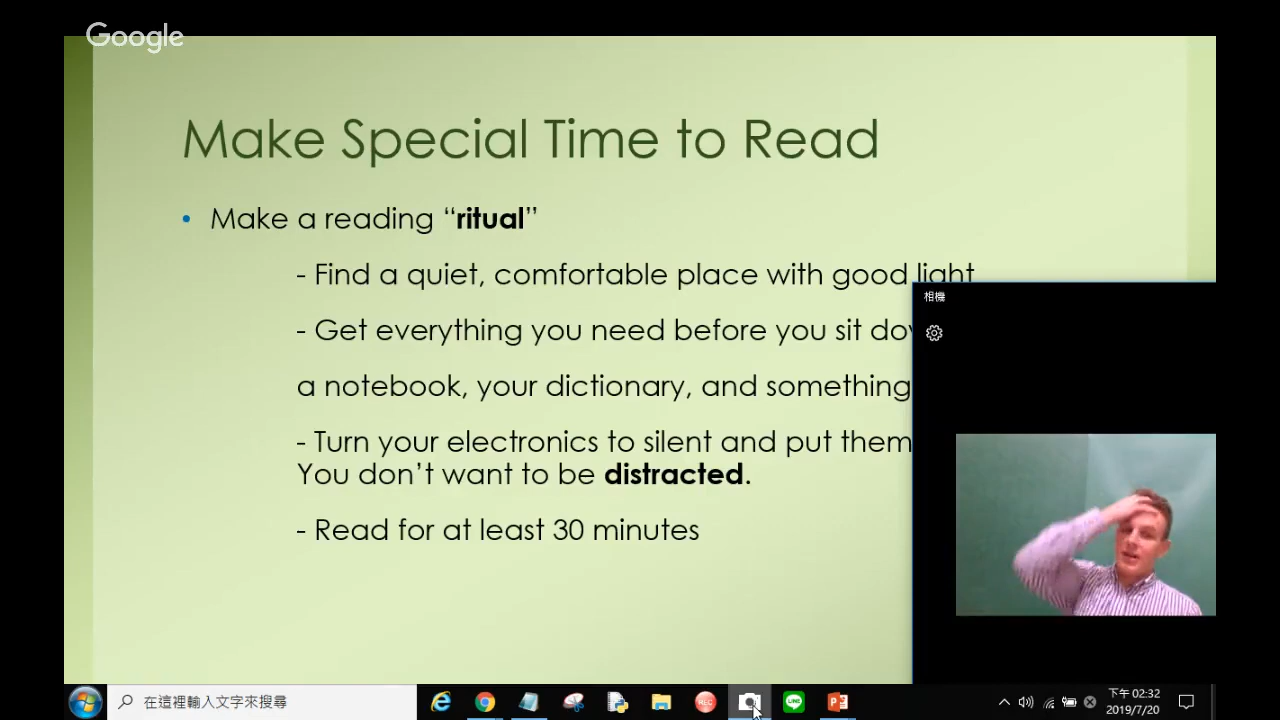 Google
Make Special Time to Read
• Make a reading “ritual”
- Find a quiet, comfortable place with good light
- Get everything you need before you sit
a notebook, your dictionary, and something
- Turn your electronics to silent and put them
You don’t want to be distracted.
- Read for at least 30 minutes
相機
在這裡輸入文字來搜尋
REC
LINE
下午 02:32
2019/7/20